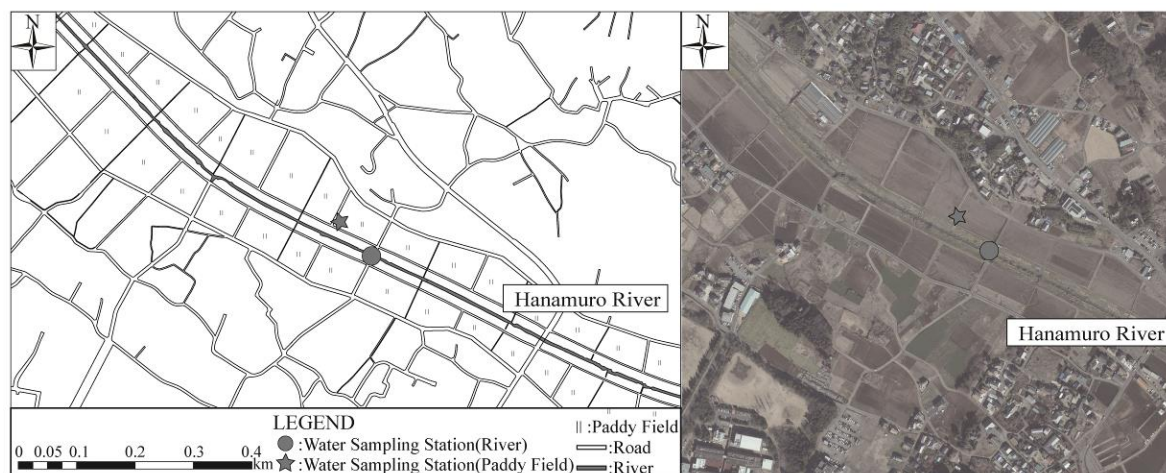 N
N
Hanamuro River
Hanamuro River
LEGEND
:Water Sampling Station(River)
:Water Sampling Station(Paddy Field)
:Paddy Field
:Road
:River
0 0.05 0.1 0.2 0.3 0.4 km